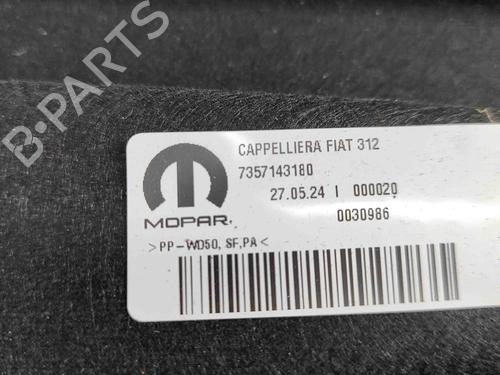 CAPPELLIERA FIAT 312
7357143180
27.05.24 | 000020
0030986
MOPAR.
>PP-WD50, SF,PA<
B-PARTS